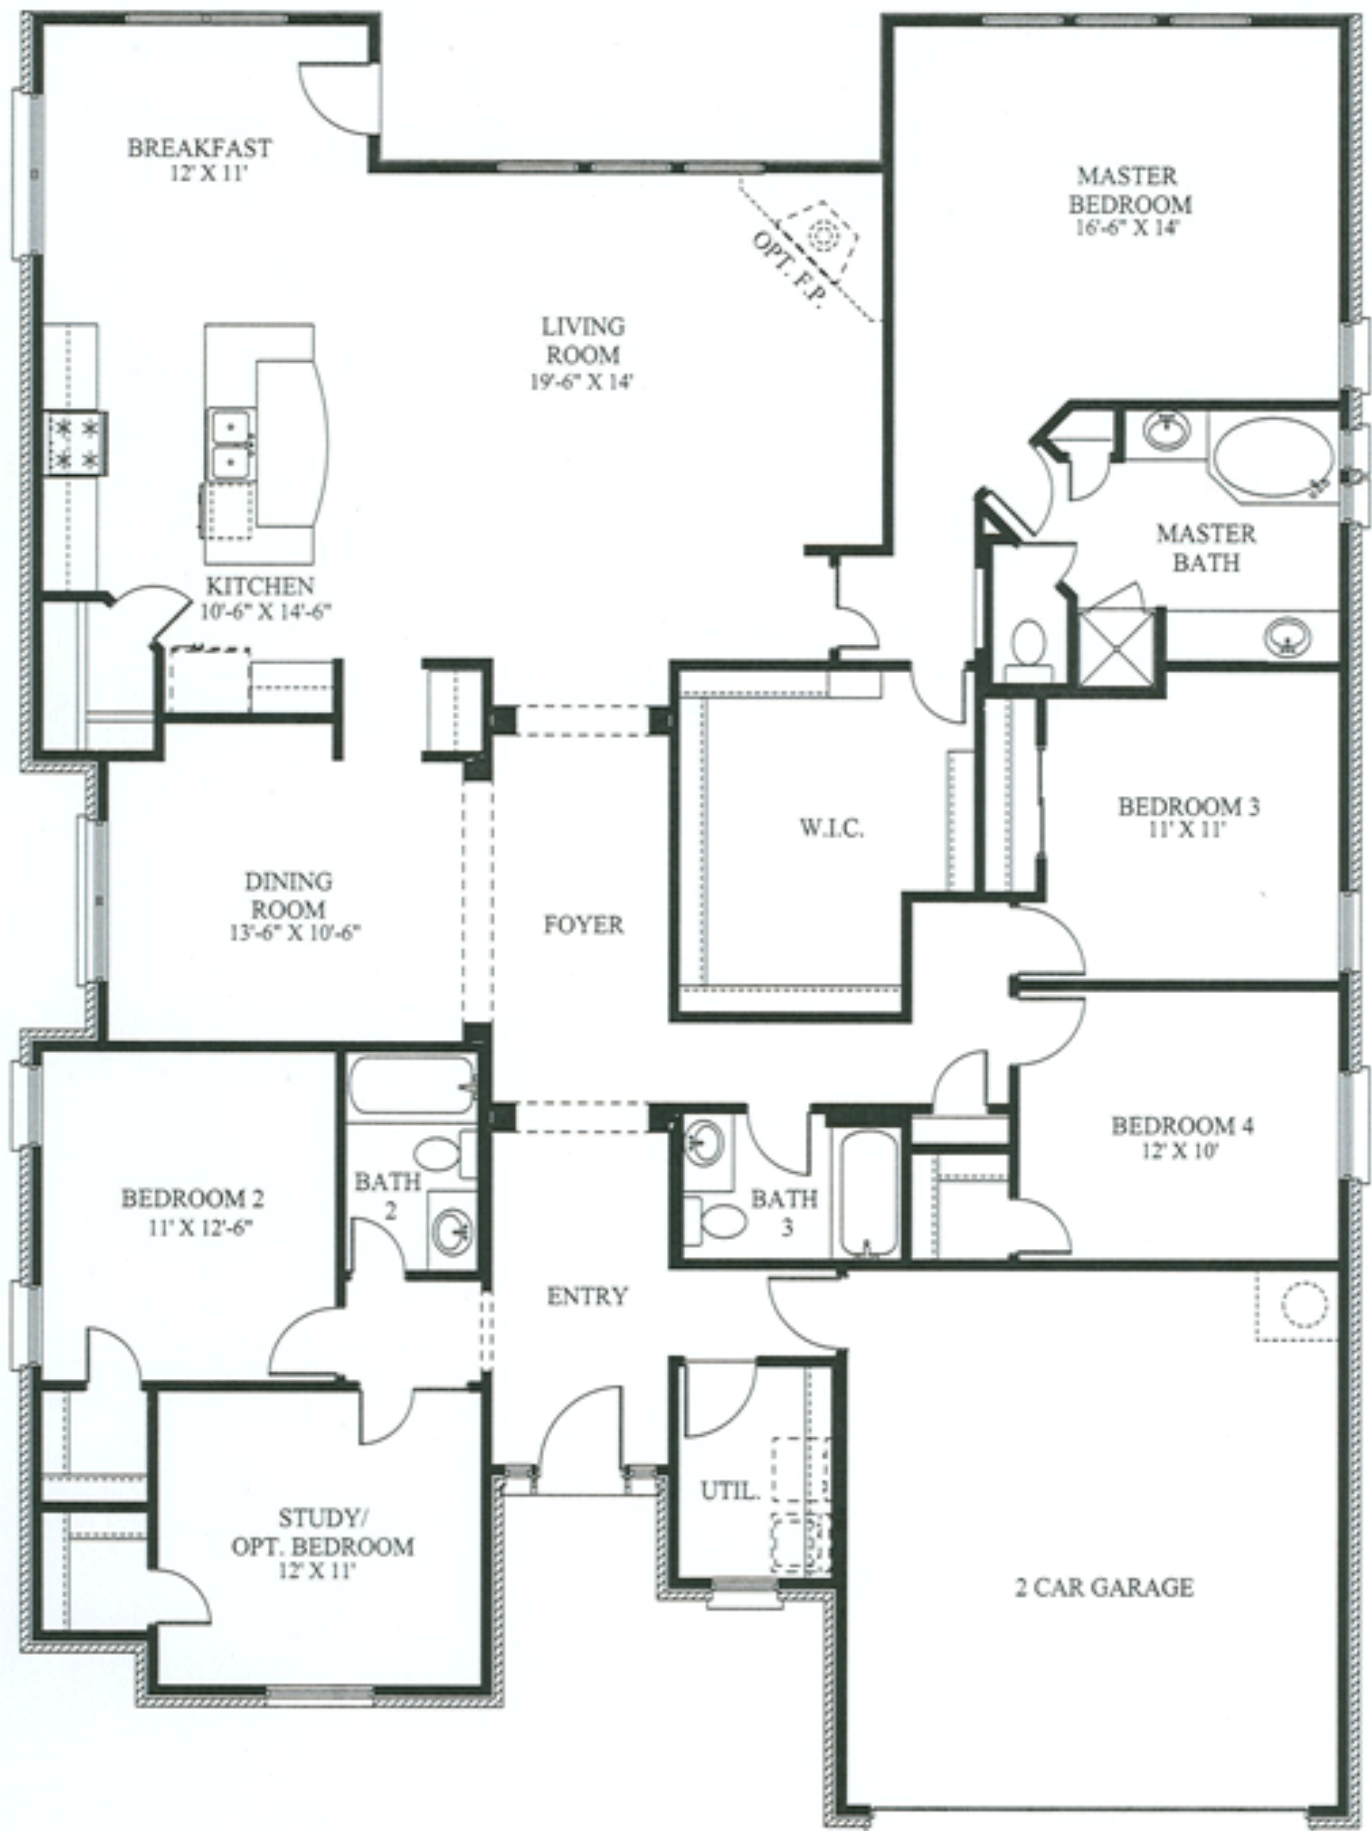 BREAKFAST
12' X 11'
MASTER
BEDROOM
16'-6" X 14'
OPT. F.P.
LIVING
ROOM
19'-6" X 14'
MASTER
BATH
KITCHEN
10'-6" X 14'-6"
BEDROOM 3
11' X 11'
W.I.C.
DINING
ROOM
13'-6" X 10'-6"
FOYER
BEDROOM 4
12' X 10'
BATH
2
BEDROOM 2
11' X 12'-6"
BATH
3
ENTRY
UTIL.
STUDY/
OPT. BEDROOM
12' X 11'
2 CAR GARAGE